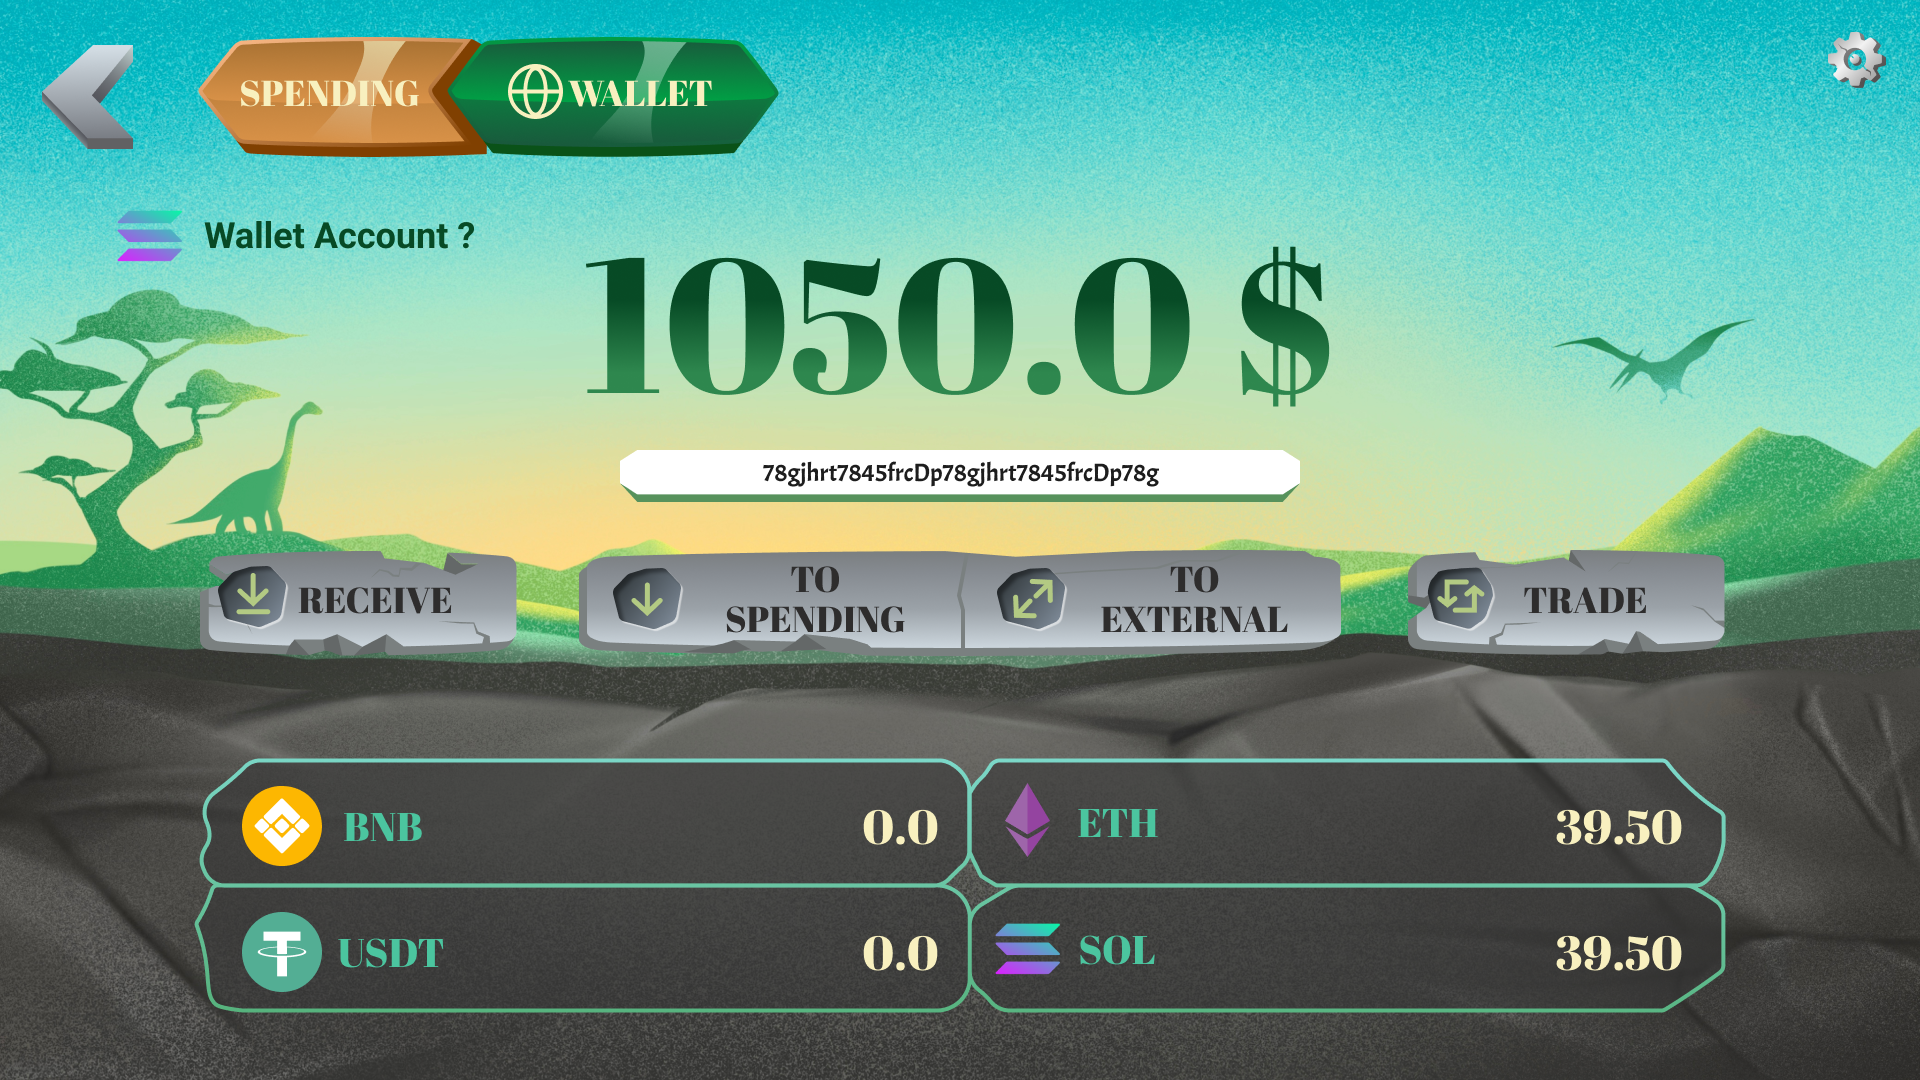 SPENDING
WALLET
Wallet Account ?
1050.0 $
78gjhrt7845frcDp78gjhrt7845frcDp78g
RECEIVE
TO
SPENDING
TO
EXTERNAL
TRADE
BNB
0.0
ETH
39.50
USDT
0.0
SOL
39.50